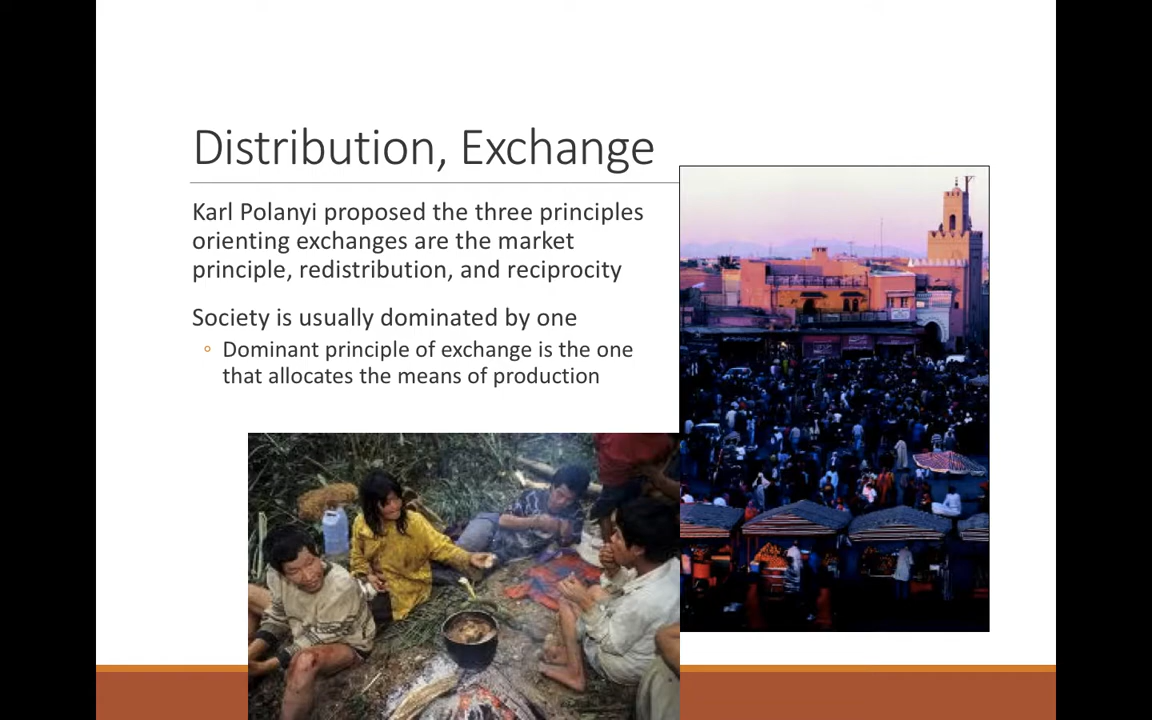 Distribution, Exchange
Karl Polanyi proposed the three principles
orienting exchanges are the market
principle, redistribution, and reciprocity
Society is usually dominated by one
◦ Dominant principle of exchange is the one
that allocates the means of production